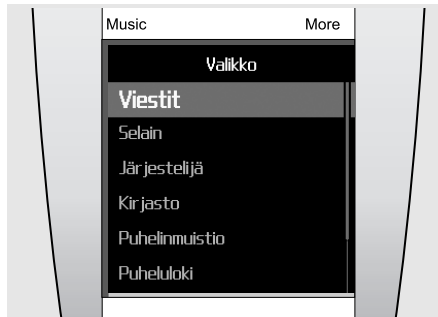 Music More
Valikko
Viestit
Selain
Järjestelijä
Kirjasto
Puhelinmuistio
Puheluloki